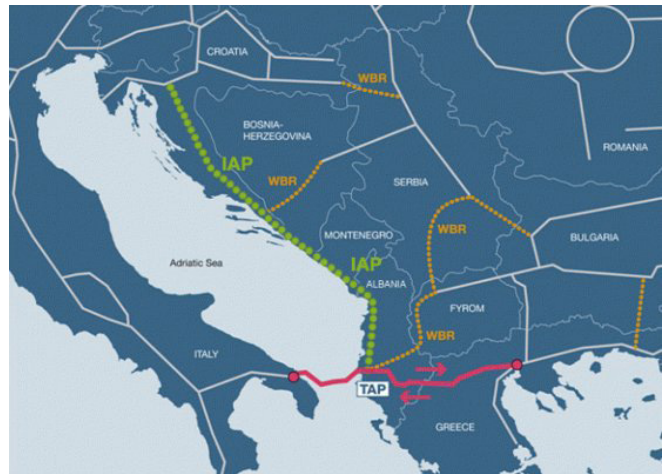 CROATIA
WBR
BOSNIA-
HERZEGOVINA
ROMANIA
IAP
WBR
SERBIA
MONTENEGRO
WBR
BULGARIA
Adriatic Sea
IAP
ALBANIA
FYROM
WBR
ITALY
TAP
GREECE